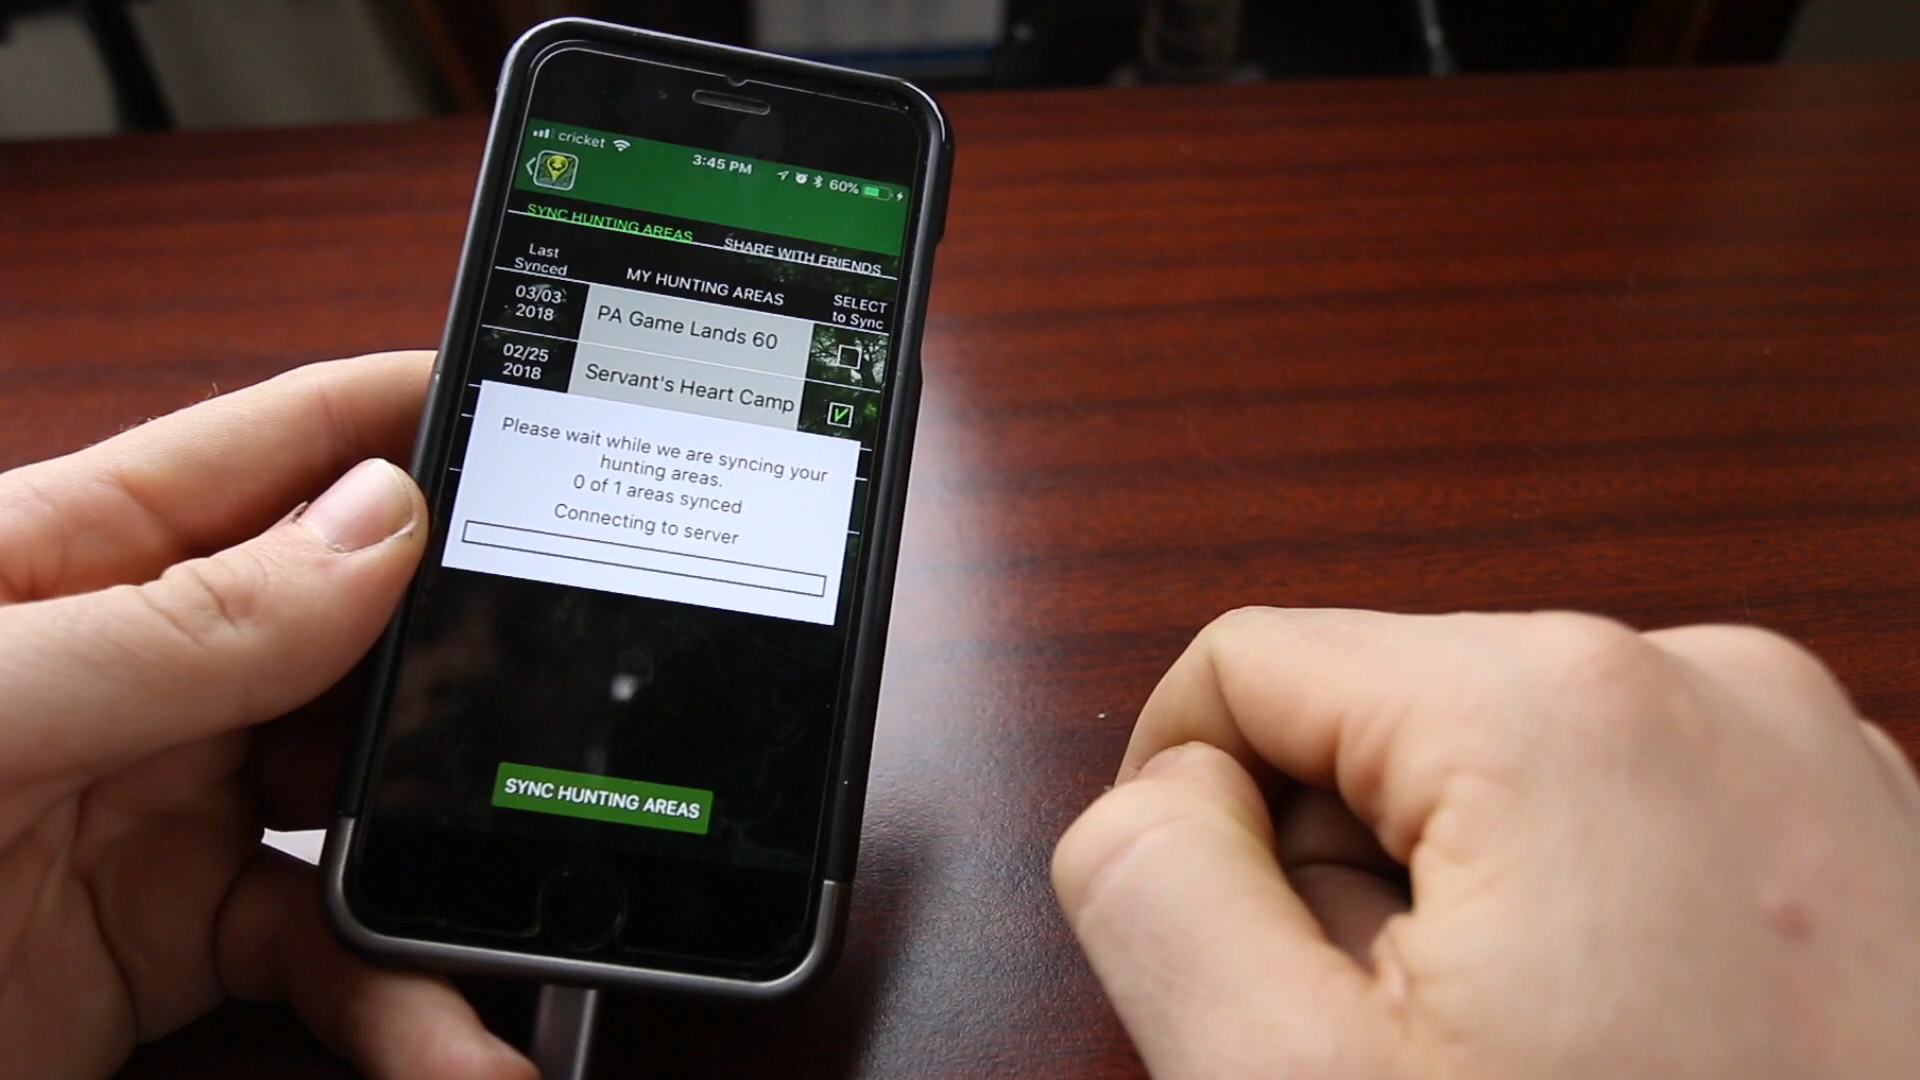 cricket 3:45 PM 60%
SYNC HUNTING AREAS SHARE WITH FRIENDS
Last
Synced
MY HUNTING AREAS
SELECT
to Sync
03/03
2018
PA Game Lands 60
02/25
2018
Servant's Heart Camp
Please wait while we are syncing your
hunting areas.
0 of 1 areas synced
Connecting to server
SYNC HUNTING AREAS